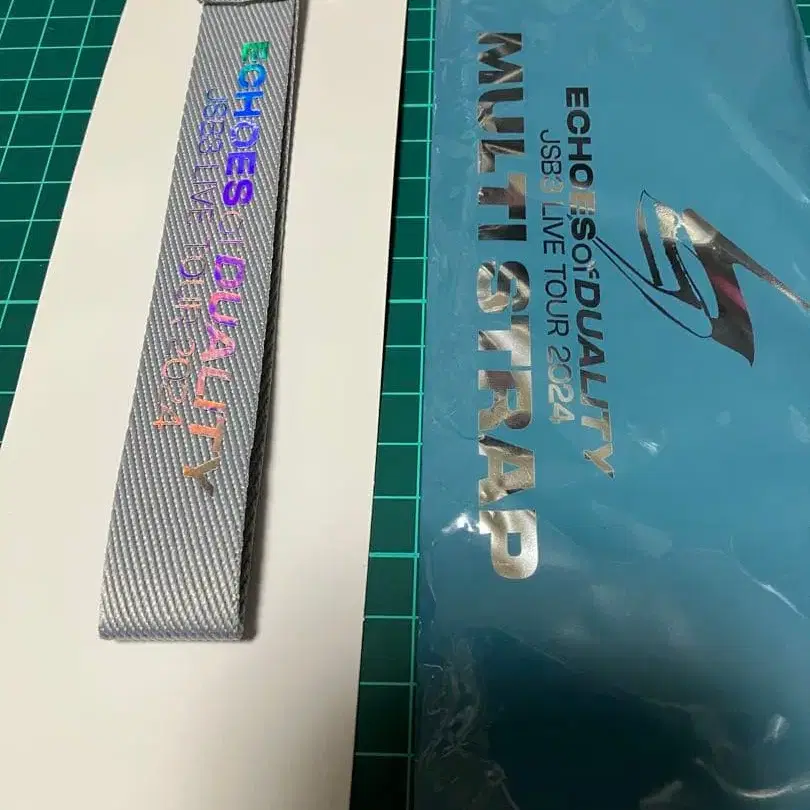 ECHOES of DUALITY
JSB3 LIVE TOUR 2024
ECHOES of DUALITY
JSB3 LIVE TOUR 2024
MULTI STRAP